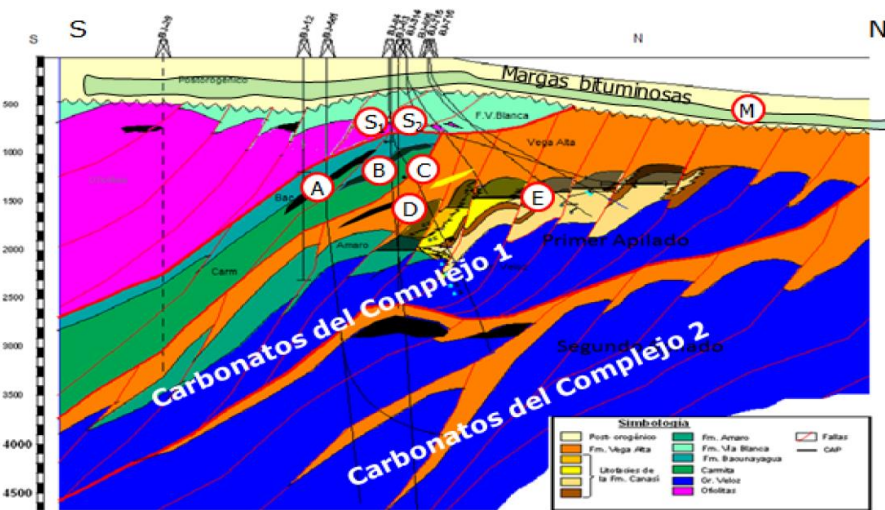 S
S
N
N
BJ-12
Postorogénico
Margas bituminosas
M
S1
S2
F.V.Blanca
Vega Alta
A
B
C
D
E
Bac
Carm
Amaro
Primer Apilado
Carbonatos del Complejo 1
Segundo Apilado
Carbonatos del Complejo 2
500
1000
1500
2000
2500
3000
3500
4000
4500
Simbología
Post-orogénico
Fm. Vega Alta
Litofacies de
la Fm. Canasí
Fm. Amaro
Fm. Vía Blanca
Fm. Bacunayagua
Carmita
Gr. Veloz
Ofiolitas
Fallas
CAP